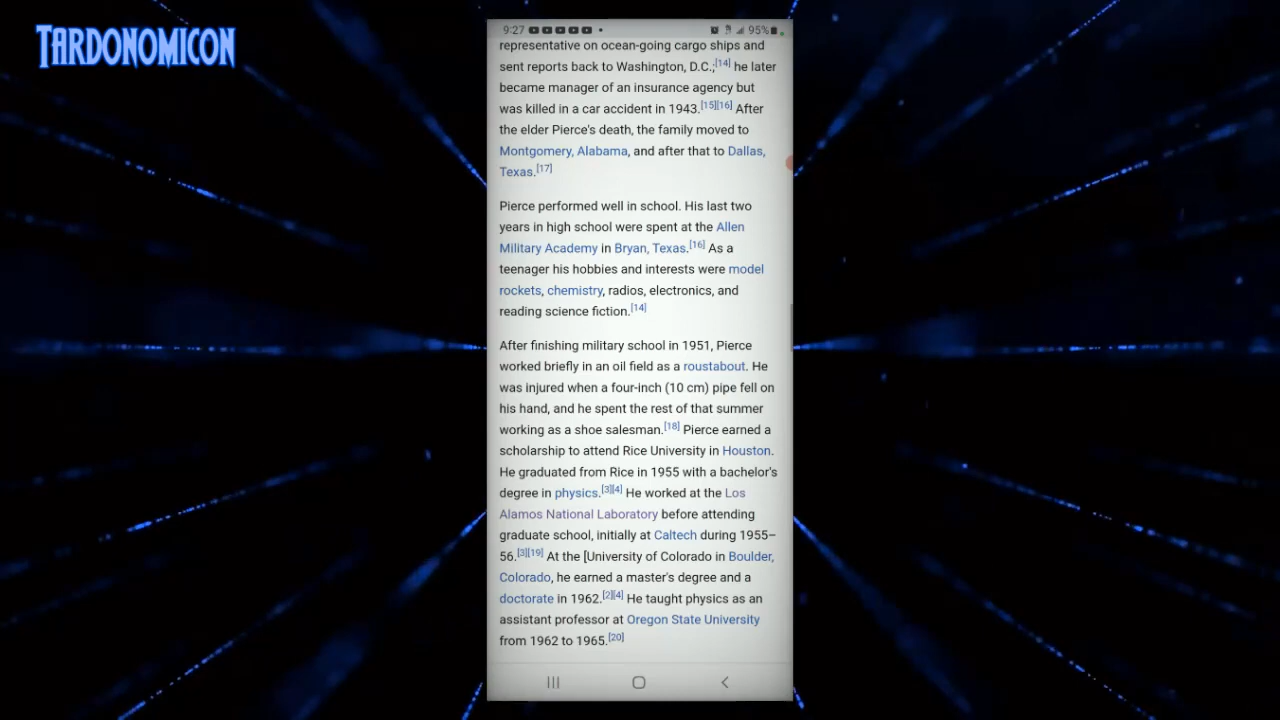 TARDONOMICON
9:27
95%
representative on ocean-going cargo ships and
sent reports back to Washington, D.C.;[14] he later
became manager of an insurance agency but
was killed in a car accident in 1943.[15][16] After
the elder Pierce's death, the family moved to
Montgomery, Alabama, and after that to Dallas,
Texas.[17]
Pierce performed well in school. His last two
years in high school were spent at the Allen
Military Academy in Bryan, Texas.[16] As a
teenager his hobbies and interests were model
rockets, chemistry, radios, electronics, and
reading science fiction.[14]
After finishing military school in 1951, Pierce
worked briefly in an oil field as a roustabout. He
was injured when a four-inch (10 cm) pipe fell on
his hand, and he spent the rest of that summer
working as a shoe salesman.[18] Pierce earned a
scholarship to attend Rice University in Houston.
He graduated from Rice in 1955 with a bachelor's
degree in physics.[3][4] He worked at the Los
Alamos National Laboratory before attending
graduate school, initially at Caltech during 1955–
56.[3][19] At the [University of Colorado in Boulder,
Colorado, he earned a master's degree and a
doctorate in 1962.[2][4] He taught physics as an
assistant professor at Oregon State University
from 1962 to 1965.[20]